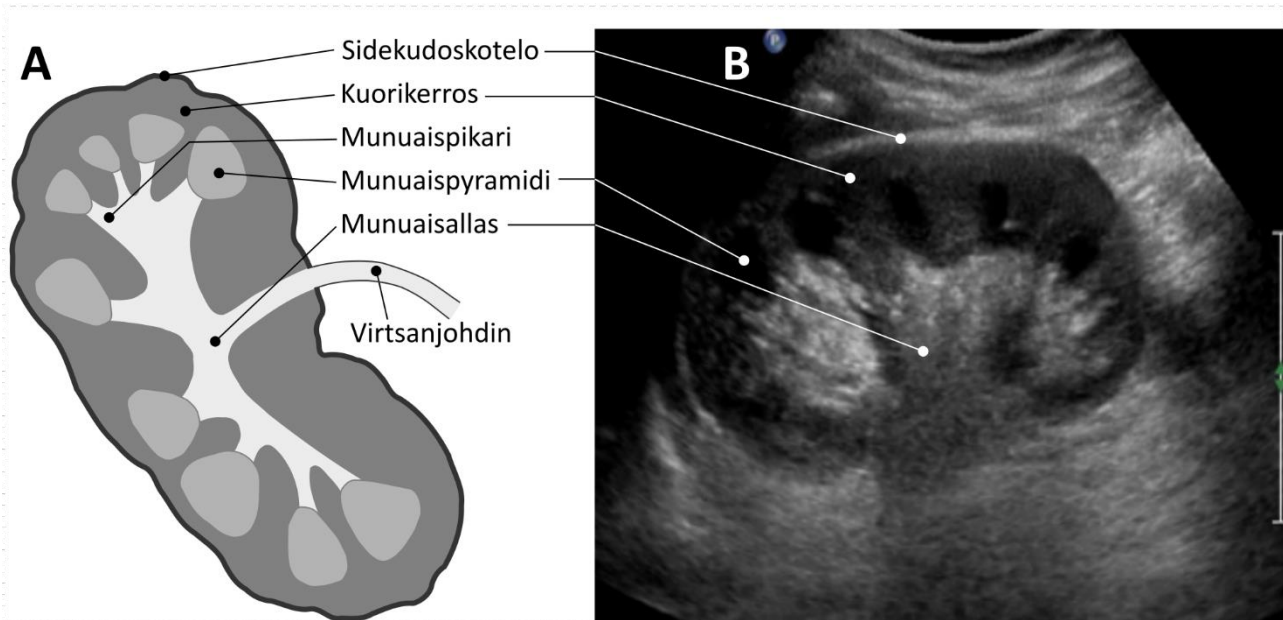 A
B
Sidekudoskotelo
Kuorikerros
Munuaispikari
Munuaispyramidi
Munuaisallas
Virtsanjohdin
P